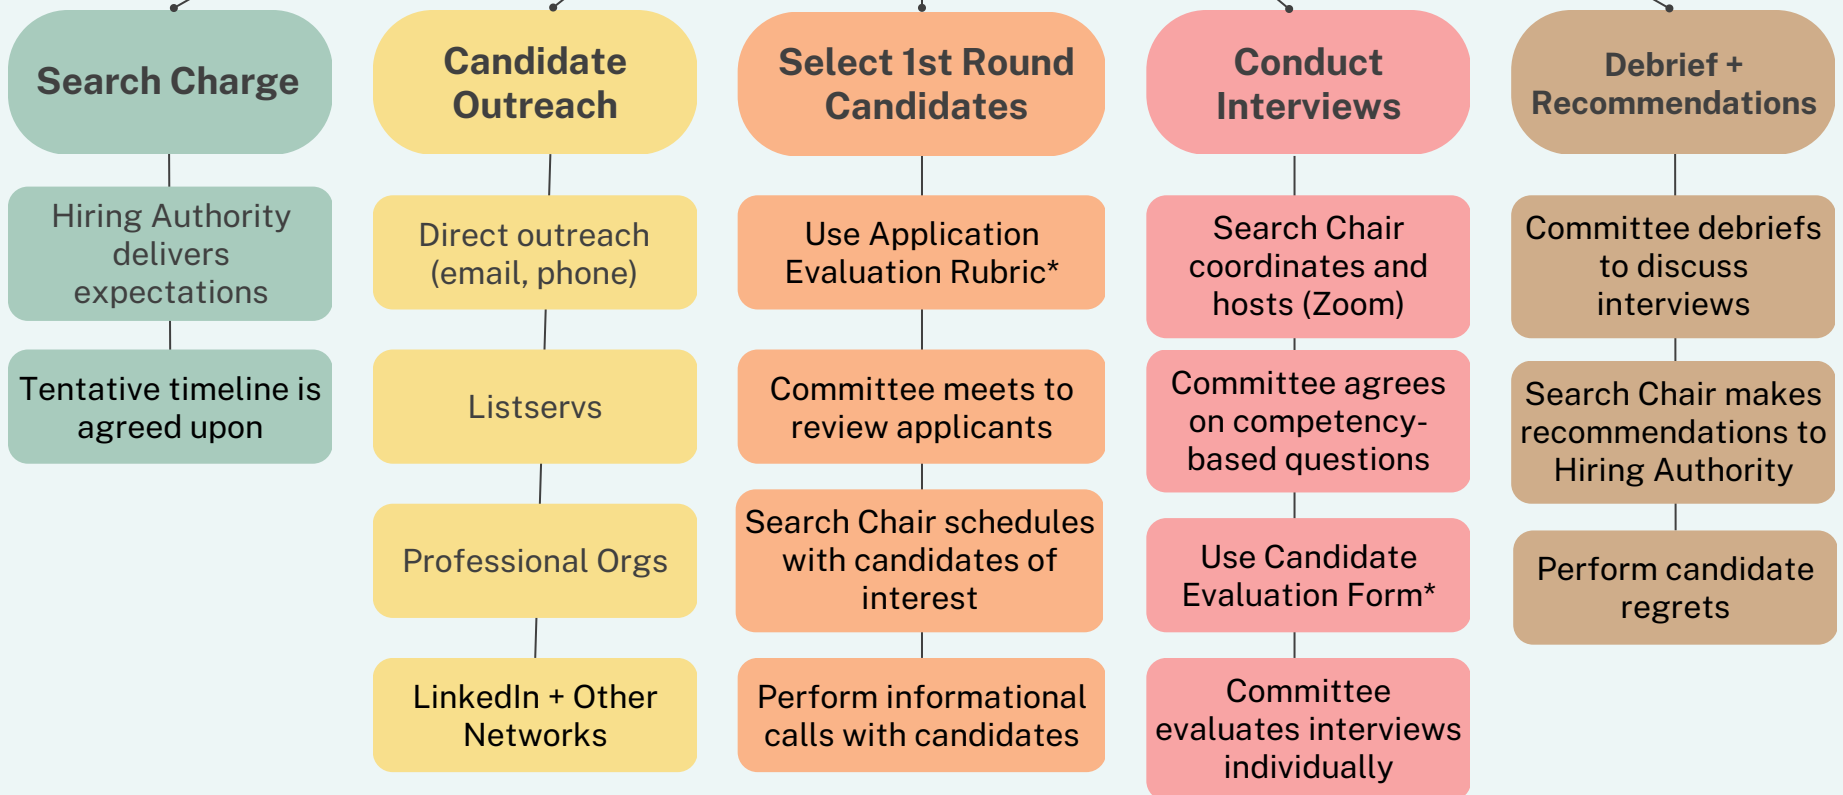 Search Charge
Hiring Authority
delivers
expectations
Tentative timeline is
agreed upon
Candidate
Outreach
Direct outreach
(email, phone)
Listservs
Professional Orgs
LinkedIn + Other
Networks
Select 1st Round
Candidates
Use Application
Evaluation Rubric*
Committee meets to
review applicants
Search Chair schedules
with candidates of
interest
Perform informational
calls with candidates
Conduct
Interviews
Search Chair
coordinates and
hosts (Zoom)
Committee agrees
on competency-
based questions
Use Candidate
Evaluation Form*
Committee
evaluates interviews
individually
Debrief +
Recommendations
Committee debriefs
to discuss
interviews
Search Chair makes
recommendations to
Hiring Authority
Perform candidate
regrets